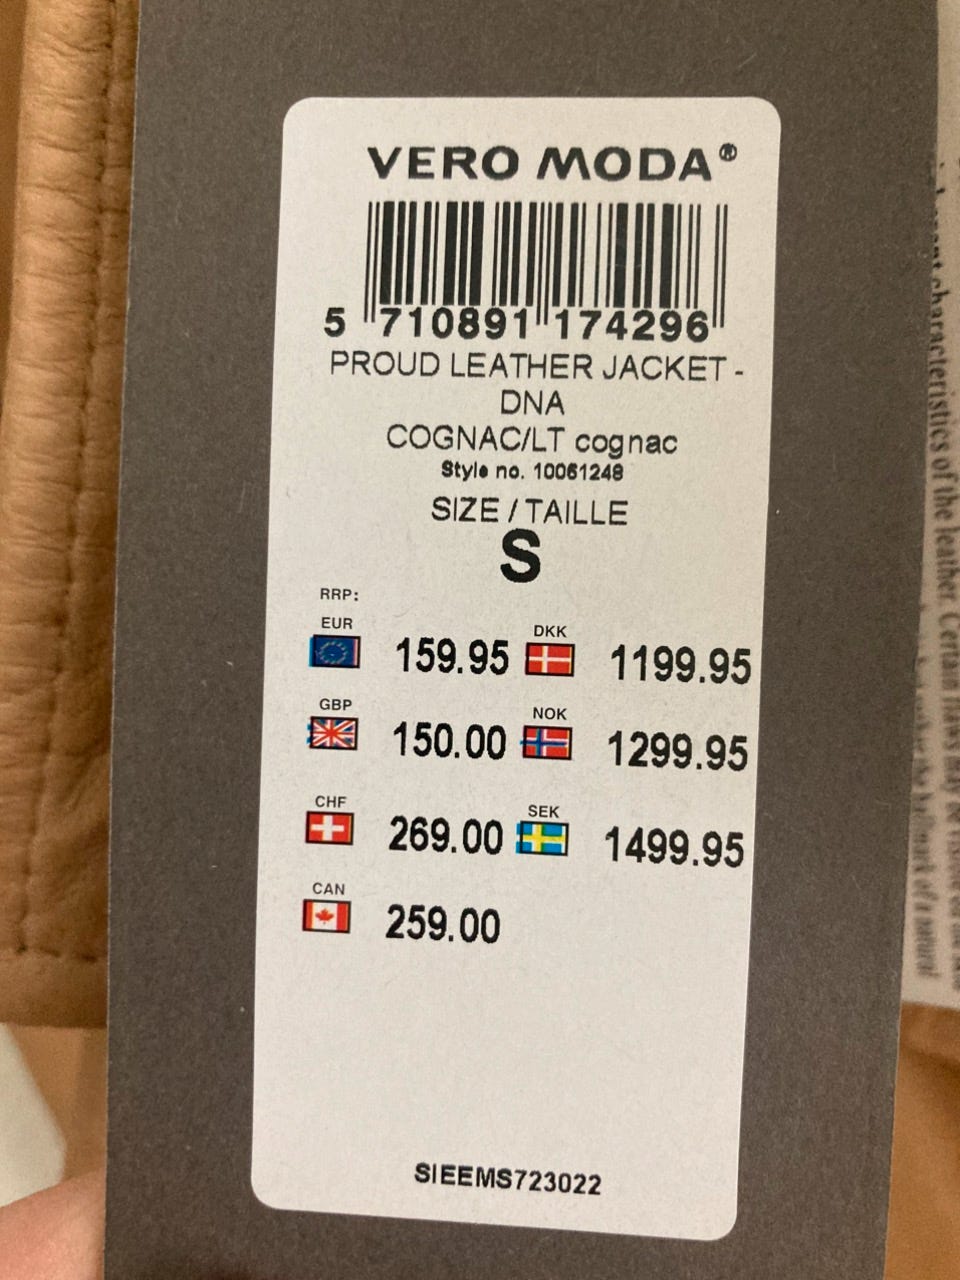 VERO MODA®
5 710891 174296
PROUD LEATHER JACKET -
DNA
COGNAC/LT cognac
Style no. 10061248
SIZE / TAILLE
S
RRP:
EUR 159.95 DKK 1199.95
GBP 150.00 NOK 1299.95
CHF 269.00 SEK 1499.95
CAN 259.00
SIEEMS723022
characteristics of the leather. Certain flaws may be
the hallmark of a natural